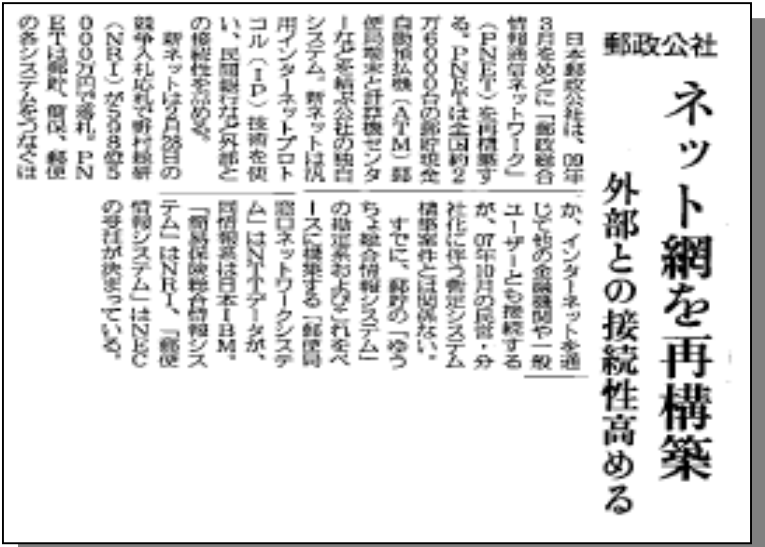 郵政公社
ネット網を再構築
外部との接続性高める
日本郵政公社は、09年
3月をめどに「郵政総合
情報通信ネットワーク」
（PNET）を再構築す
る。PNETは全国約2
万6000台の郵貯現金
自動預払機（ATM）郵
便局端末と計算機センタ
ーなどを結ぶ公社の独自
システム。新ネットは汎
用インターネットプロト
コル（IP）技術を使
い、民間銀行など外部と
の接続性を高める。
新ネットは2月28日の
競争入札応札で野村総研
（NRI）が598億5
000万円で落札。PN
ETは郵貯、簡保、郵便
の各システムをつなぐほ
か、インターネットを通
じて他の金融機関や一般
ユーザーとも接続する
が、07年10月の民営・分
社化に伴う暫定システム
構築案件とは関係ない。
すでに、郵貯の「ゆう
ちょ総合情報システム」
の勘定系およびこれをベ
ースに構築する「郵便局
窓口ネットワークシステ
ム」はNTTデータが、
同情報系は日本IBM。
「簡易保険総合情報シス
テム」はNRI、「郵便
情報システム」はNEC
の受注が決まっている。